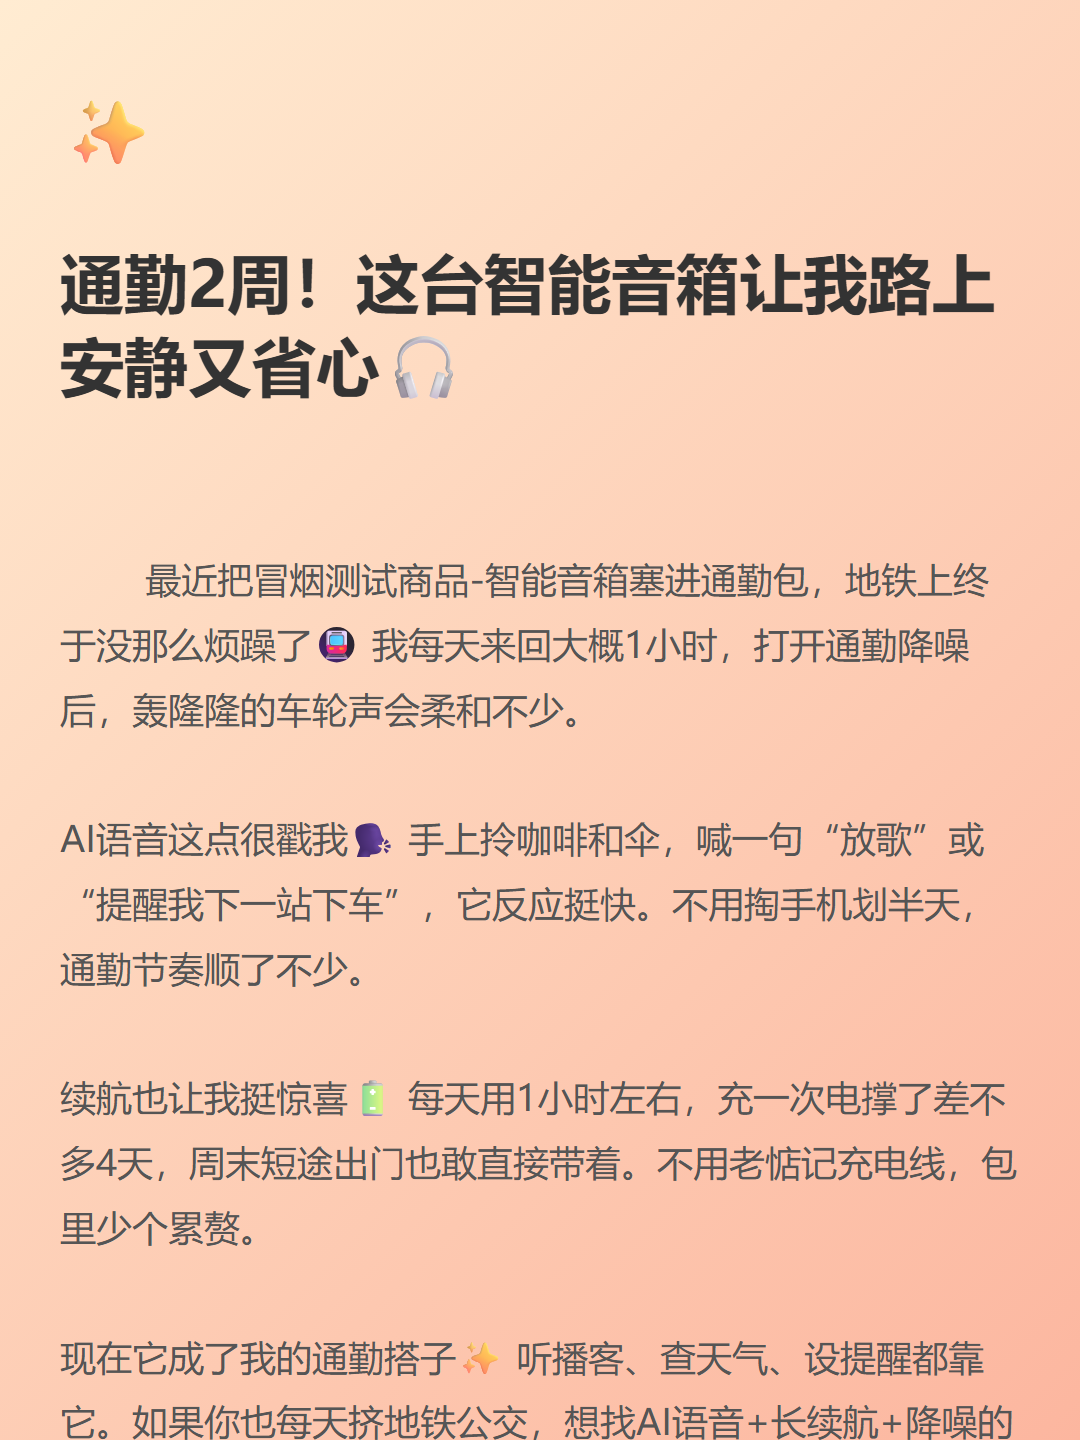 通勤2周！这台智能音箱让我路上
安静又省心🎧
最近把冒烟测试商品-智能音箱塞进通勤包，地铁上终
于没那么烦躁了🚇 我每天来回大概1小时，打开通勤降噪
后，轰隆隆的车轮声会柔和不少。
AI语音这点很戳我🗣️ 手上拎咖啡和伞，喊一句“放歌”或
“提醒我下一站下车”，它反应挺快。不用掏手机划半天，
通勤节奏顺了不少。
续航也让我挺惊喜🔋 每天用1小时左右，充一次电撑了差不
多4天，周末短途出门也敢直接带着。不用老惦记充电线，包
里少个累赘。
现在它成了我的通勤搭子✨ 听播客、查天气、设提醒都靠
它。如果你也每天挤地铁公交，想找AI语音+长续航+降噪的